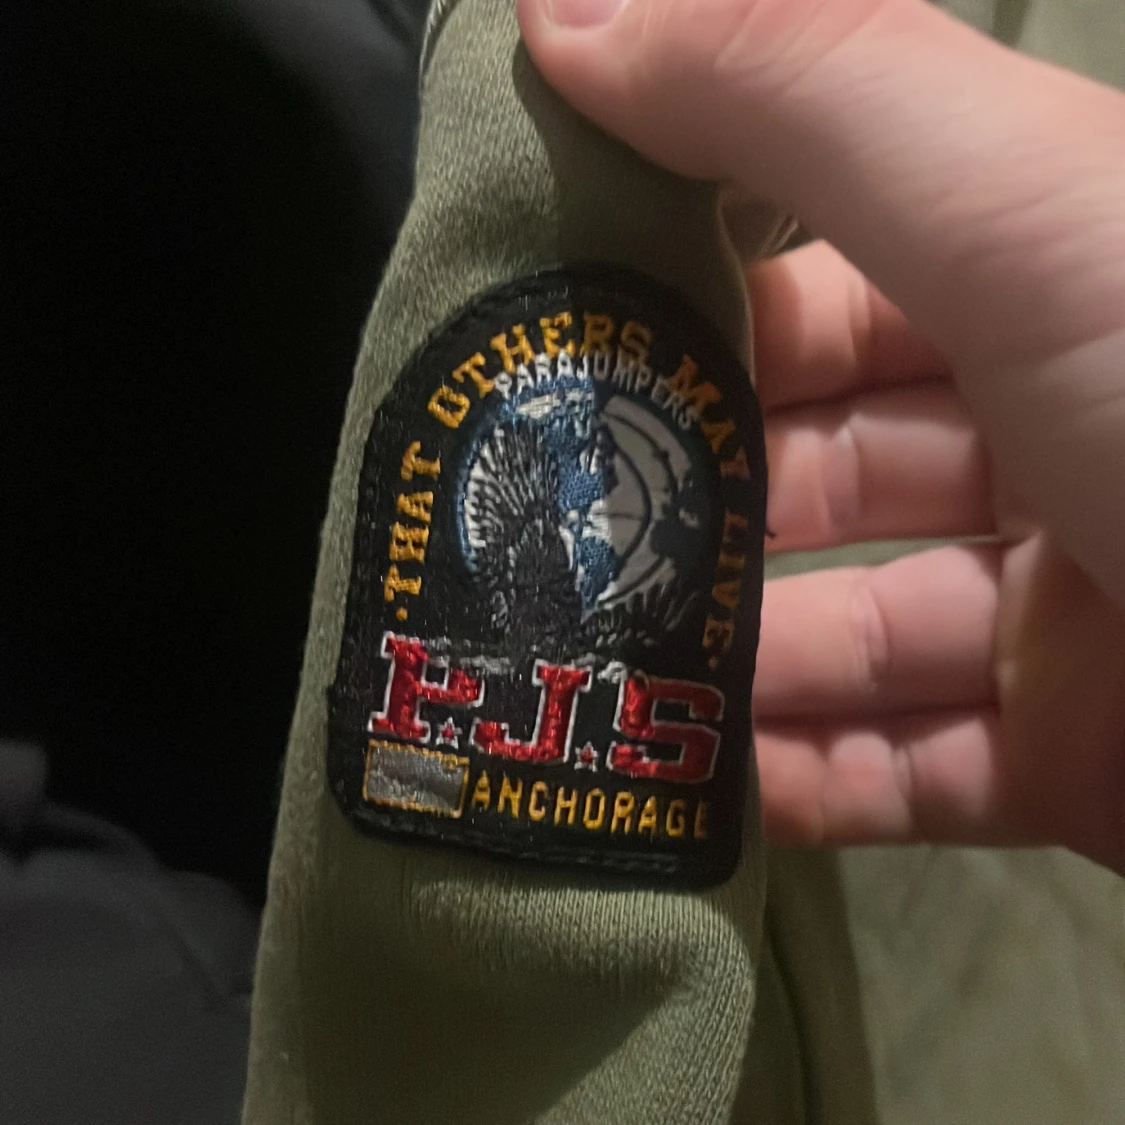 ·THAT OTHERS MAY LIVE·
PARAJUMPERS
P.J.S
ANCHORAGE